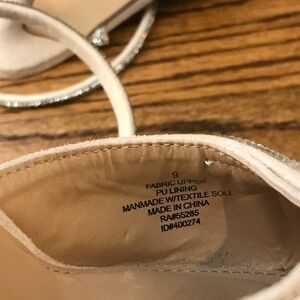 9
FABRIC UPPER
PU LINING
MANMADE W/TEXTILE SOLE
MADE IN CHINA
RA#55285
ID#400274